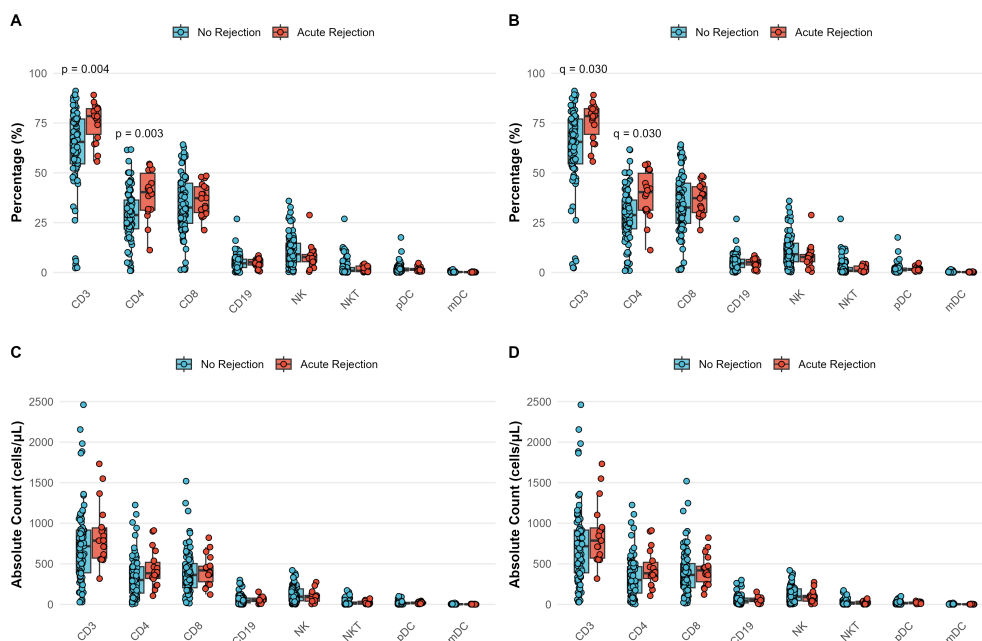 A
No Rejection Acute Rejection
p = 0.004
p = 0.003
Percentage (%)
100
75
50
25
0
CD3 CD4 CD8 CD19 NK NKT pDC mDC
B
No Rejection Acute Rejection
q = 0.030
q = 0.030
Percentage (%)
100
75
50
25
0
CD3 CD4 CD8 CD19 NK NKT pDC mDC
C
No Rejection Acute Rejection
Absolute Count (cells/µL)
2500
2000
1500
1000
500
0
CD3 CD4 CD8 CD19 NK NKT pDC mDC
D
No Rejection Acute Rejection
Absolute Count (cells/µL)
2500
2000
1500
1000
500
0
CD3 CD4 CD8 CD19 NK NKT pDC mDC